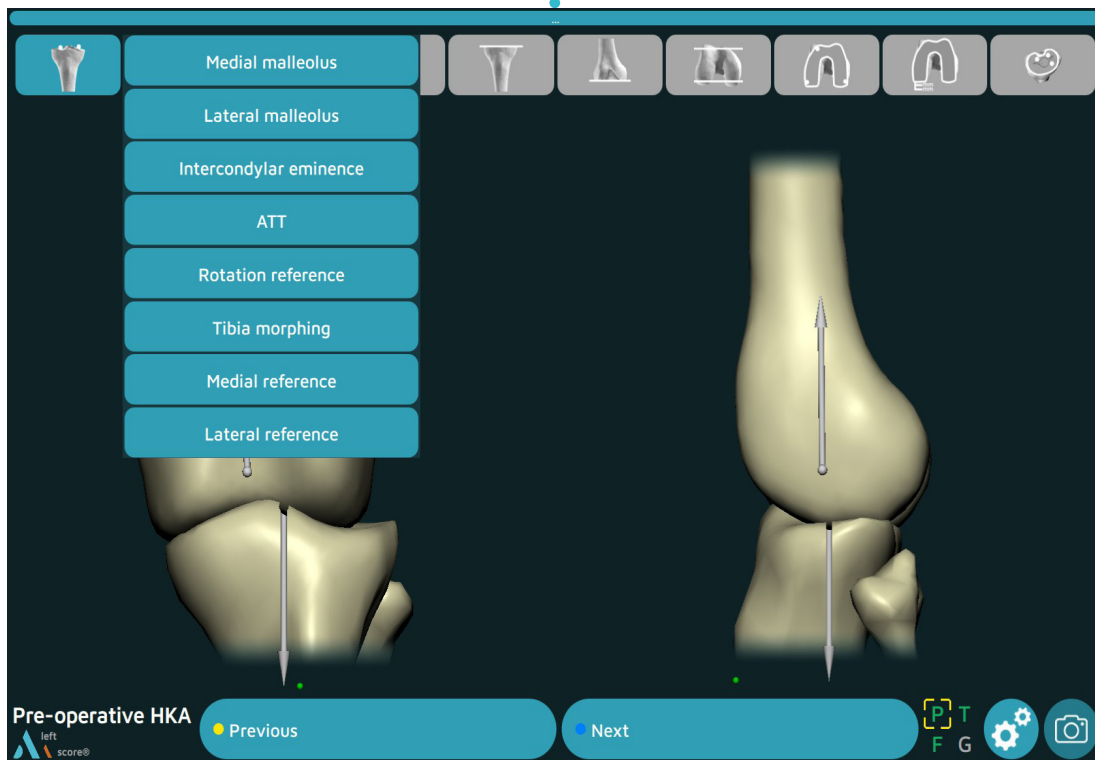 ...
Medial malleolus
Lateral malleolus
Intercondylar eminence
ATT
Rotation reference
Tibia morphing
Medial reference
Lateral reference
Pre-operative HKA
left
score®
Previous
Next
P T
F G